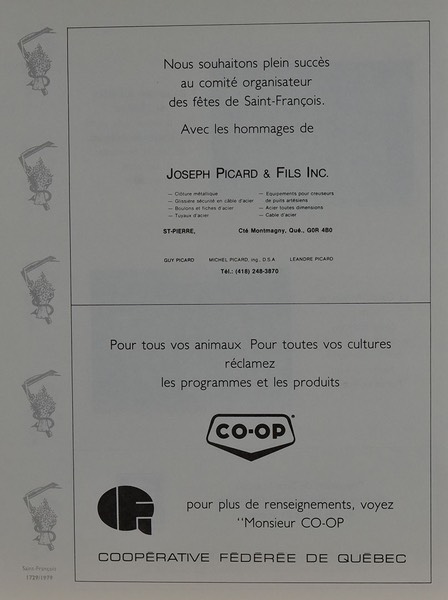 Nous souhaitons plein succès
au comité organisateur
des fêtes de Saint-François.
Avec les hommages de
JOSEPH PICARD & FILS INC.
— Clôture métallique
— Glissière sécurité en câble d'acier
— Boulons et fiches d'acier
— Tuyaux d'acier
— Equipements pour creuseurs
de puits artésiens
— Acier toutes dimensions
— Cable d'acier
ST-PIERRE, Cté Montmagny, Qué., G0R 4B0
GUY PICARD MICHEL PICARD, ing., D.S.A. LEANDRE PICARD
Tél.: (418) 248-3870
Pour tous vos animaux Pour toutes vos cultures
réclamez
les programmes et les produits
CO-OP
pour plus de renseignements, voyez
"Monsieur CO-OP
COOPÉRATIVE FÉDÉRÉE DE QUÉBEC
Saint-François
1729/1979